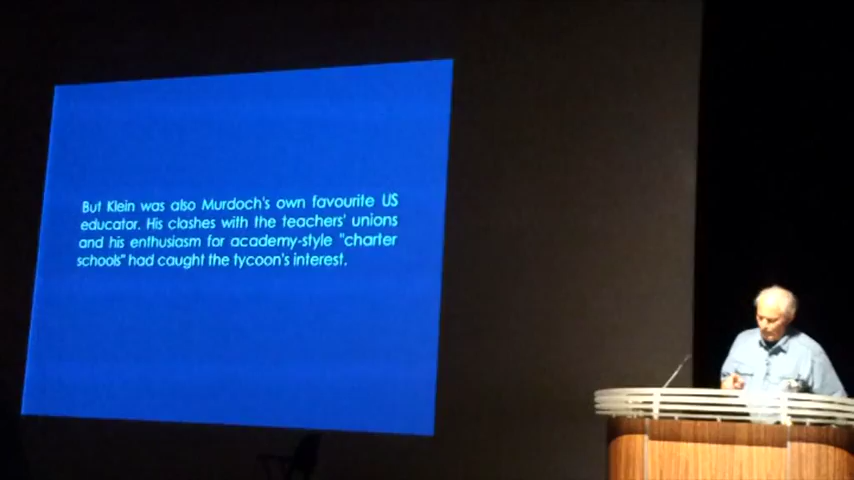 But Klein was also Murdoch's own favourite US
educator. His clashes with the teachers' unions
and his enthusiasm for academy-style "charter
schools" had caught the tycoon's interest.